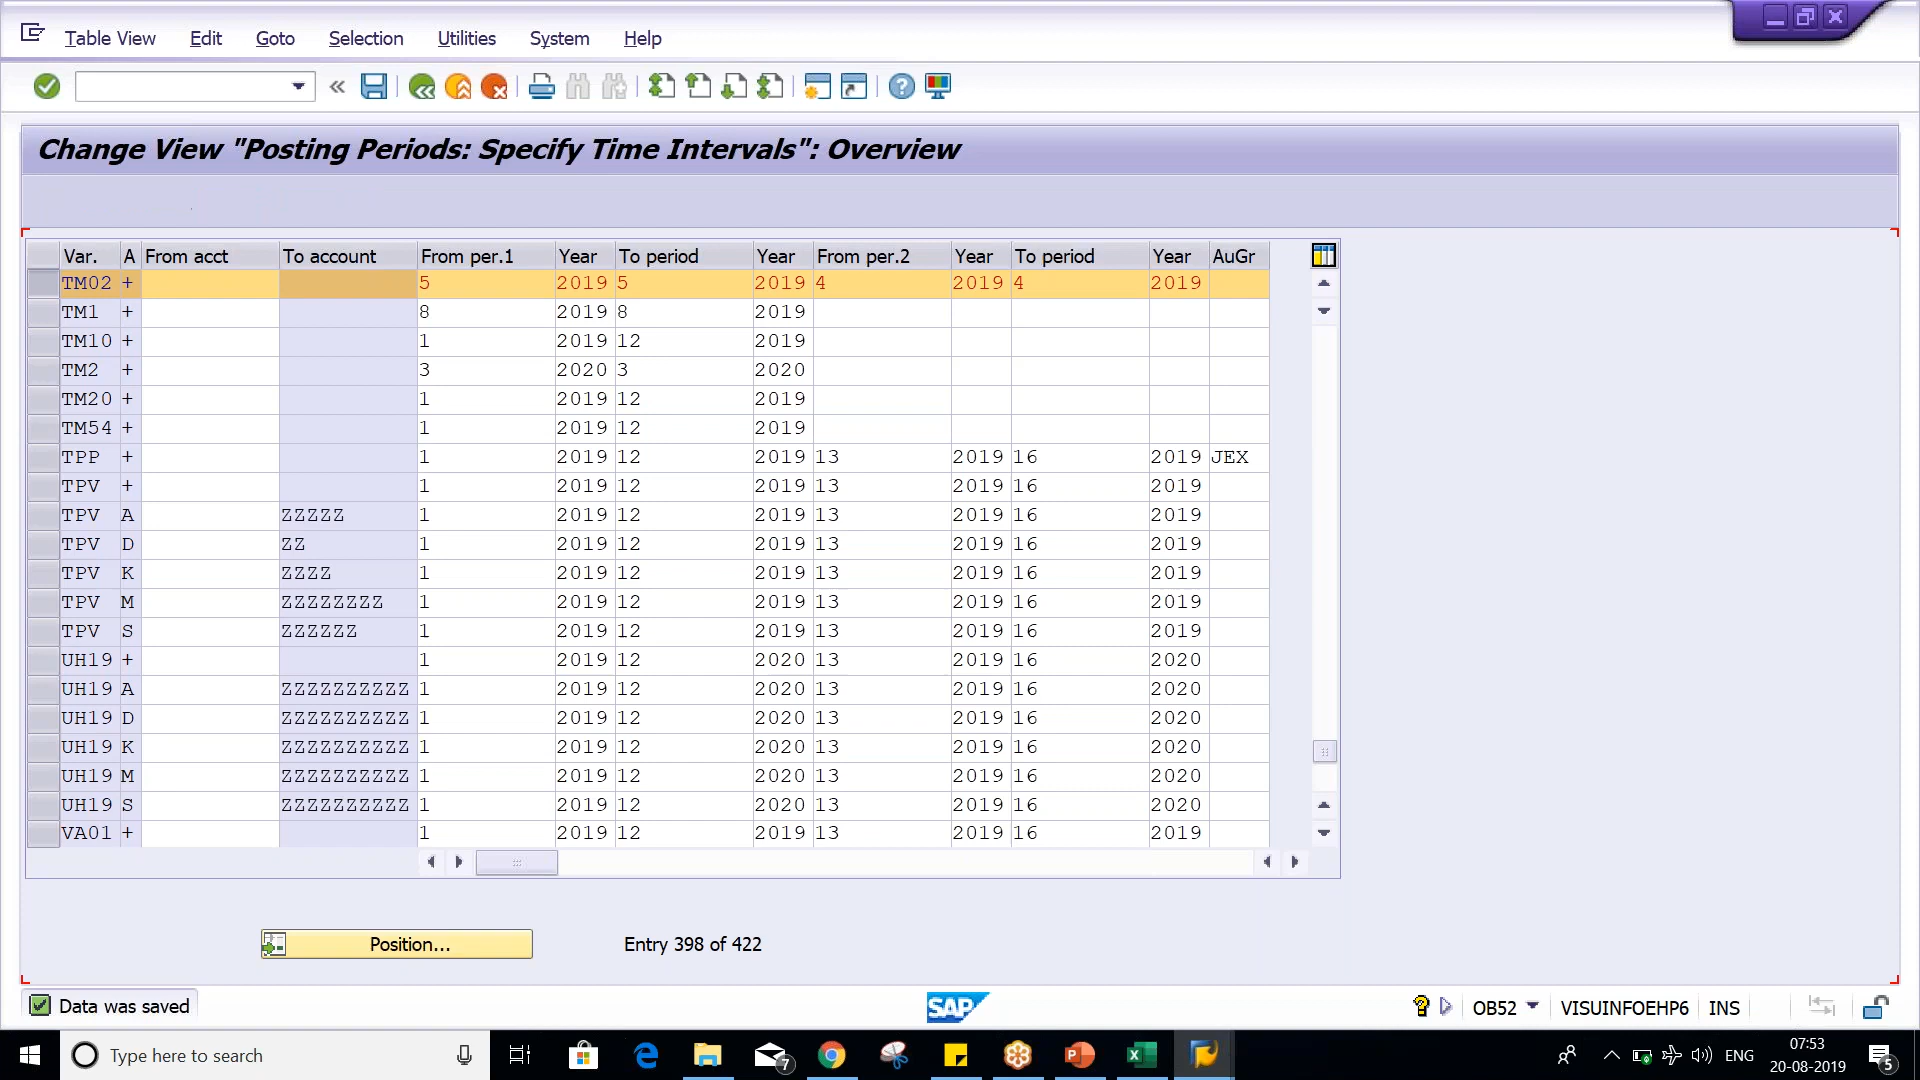 Table View Edit Goto Selection Utilities System Help
Change View "Posting Periods: Specify Time Intervals": Overview
Var. A From acct To account From per.1 Year To period Year From per.2 Year To period Year AuGr
TM02 + 5 2019 5 2019 4 2019 4 2019
TM1 + 8 2019 8 2019
TM10 + 1 2019 12 2019
TM2 + 3 2020 3 2020
TM20 + 1 2019 12 2019
TM54 + 1 2019 12 2019
TPP + 1 2019 12 2019 13 2019 16 2019 JEX
TPV + 1 2019 12 2019 13 2019 16 2019
TPV A ZZZZZ 1 2019 12 2019 13 2019 16 2019
TPV D ZZ 1 2019 12 2019 13 2019 16 2019
TPV K ZZZZ 1 2019 12 2019 13 2019 16 2019
TPV M ZZZZZZZZ 1 2019 12 2019 13 2019 16 2019
TPV S ZZZZZZ 1 2019 12 2019 13 2019 16 2019
UH19 + 1 2019 12 2020 13 2019 16 2020
UH19 A ZZZZZZZZZZ 1 2019 12 2020 13 2019 16 2020
UH19 D ZZZZZZZZZZ 1 2019 12 2020 13 2019 16 2020
UH19 K ZZZZZZZZZZ 1 2019 12 2020 13 2019 16 2020
UH19 M ZZZZZZZZZZ 1 2019 12 2020 13 2019 16 2020
UH19 S ZZZZZZZZZZ 1 2019 12 2020 13 2019 16 2020
VA01 + 1 2019 12 2019 13 2019 16 2019
Position... Entry 398 of 422
Data was saved SAP OB52 VISUINFOEHP6 INS
Type here to search 7 ENG 07:53
20-08-2019 5